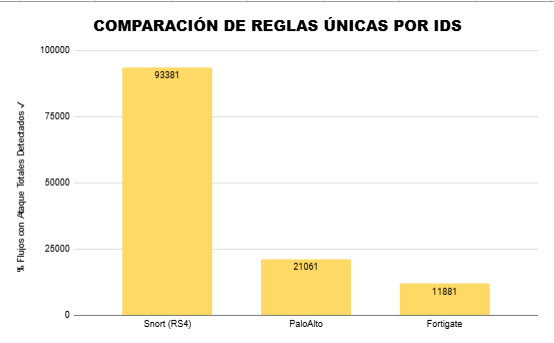 COMPARACIÓN DE REGLAS ÚNICAS POR IDS
% Flujos con Ataque Totales Detectados ✓
100000
75000
50000
25000
0
93381
21061
11881
Snort (RS4)
PaloAlto
Fortigate